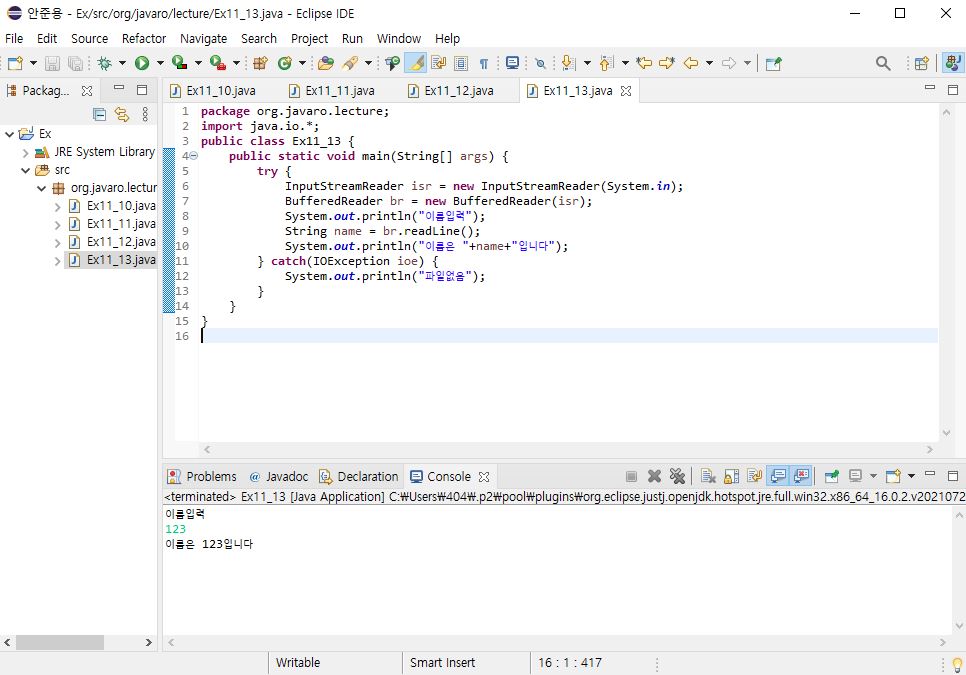 안준용 - Ex/src/org/javaro/lecture/Ex11_13.java - Eclipse IDE
File Edit Source Refactor Navigate Search Project Run Window Help
Packag...
Ex
JRE System Library
src
org.javaro.lectur
Ex11_10.java
Ex11_11.java
Ex11_12.java
Ex11_13.java
Ex11_10.java Ex11_11.java Ex11_12.java Ex11_13.java
1 package org.javaro.lecture;
2 import java.io.*;
3 public class Ex11_13 {
4 public static void main(String[] args) {
5 try {
6 InputStreamReader isr = new InputStreamReader(System.in);
7 BufferedReader br = new BufferedReader(isr);
8 System.out.println("이름입력");
9 String name = br.readLine();
10 System.out.println("이름은 "+name+"입니다");
11 } catch(IOException ioe) {
12 System.out.println("파일없음");
13 }
14 }
15 }
16
Problems @ Javadoc Declaration Console
<terminated> Ex11_13 [Java Application] C:₩Users₩404₩.p2₩pool₩plugins₩org.eclipse.justj.openjdk.hotspot.jre.full.win32.x86_64_16.0.2.v2021072
이름입력
123
이름은 123입니다
Writable Smart Insert 16 : 1 : 417